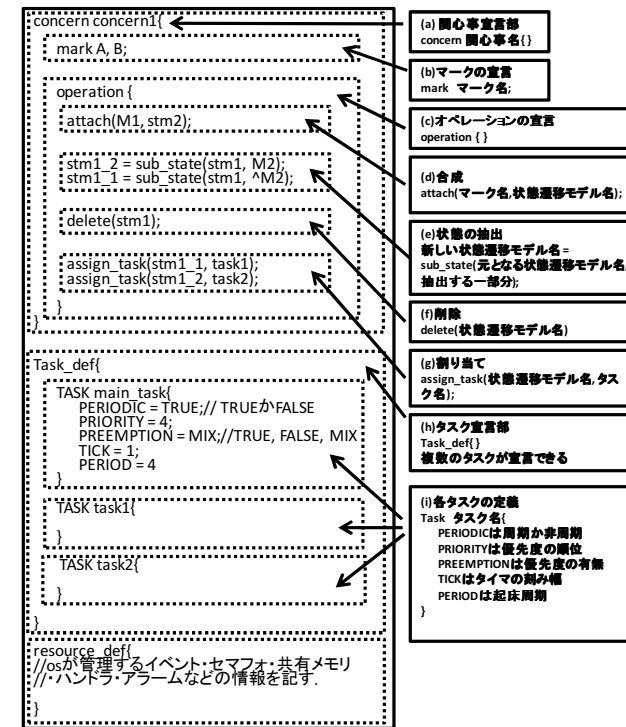 concern concern1{
mark A, B;
operation {
attach(M1, stm2);
stm1_2 = sub_state(stm1, M2);
stm1_1 = sub_state(stm1, ^M2);
delete(stm1);
assign_task(stm1_1, task1);
assign_task(stm1_2, task2);
}
}
Task_def{
TASK main_task{
PERIODIC = TRUE;// TRUEかFALSE
PRIORITY = 4;
PREEMPTION = MIX;//TRUE, FALSE, MIX
TICK = 1;
PERIOD = 4
}
TASK task1{
}
TASK task2{
}
}
resource_def{
//osが管理するイベント・セマフォ・共有メモリ
//・ハンドラ・アラームなどの情報を記す.
}
(a) 関心事宣言部
concern 関心事名{ }
(b)マークの宣言
mark マーク名;
(c)オペレーションの宣言
operation { }
(d)合成
attach(マーク名,状態遷移モデル名);
(e)状態の抽出
新しい状態遷移モデル名 =
sub_state(元となる状態遷移モデル名,
抽出する一部分);
(f)削除
delete(状態遷移モデル名)
(g)割り当て
assign_task(状態遷移モデル名, タス
ク名);
(h)タスク宣言部
Task_def{ }
複数のタスクが宣言できる
(i)各タスクの定義
Task タスク名{
PERIODICは周期か非周期
PRIORITYは優先度の順位
PREEMPTIONは優先度の有無
TICKはタイマの刻み幅
PERIODは起床周期
}